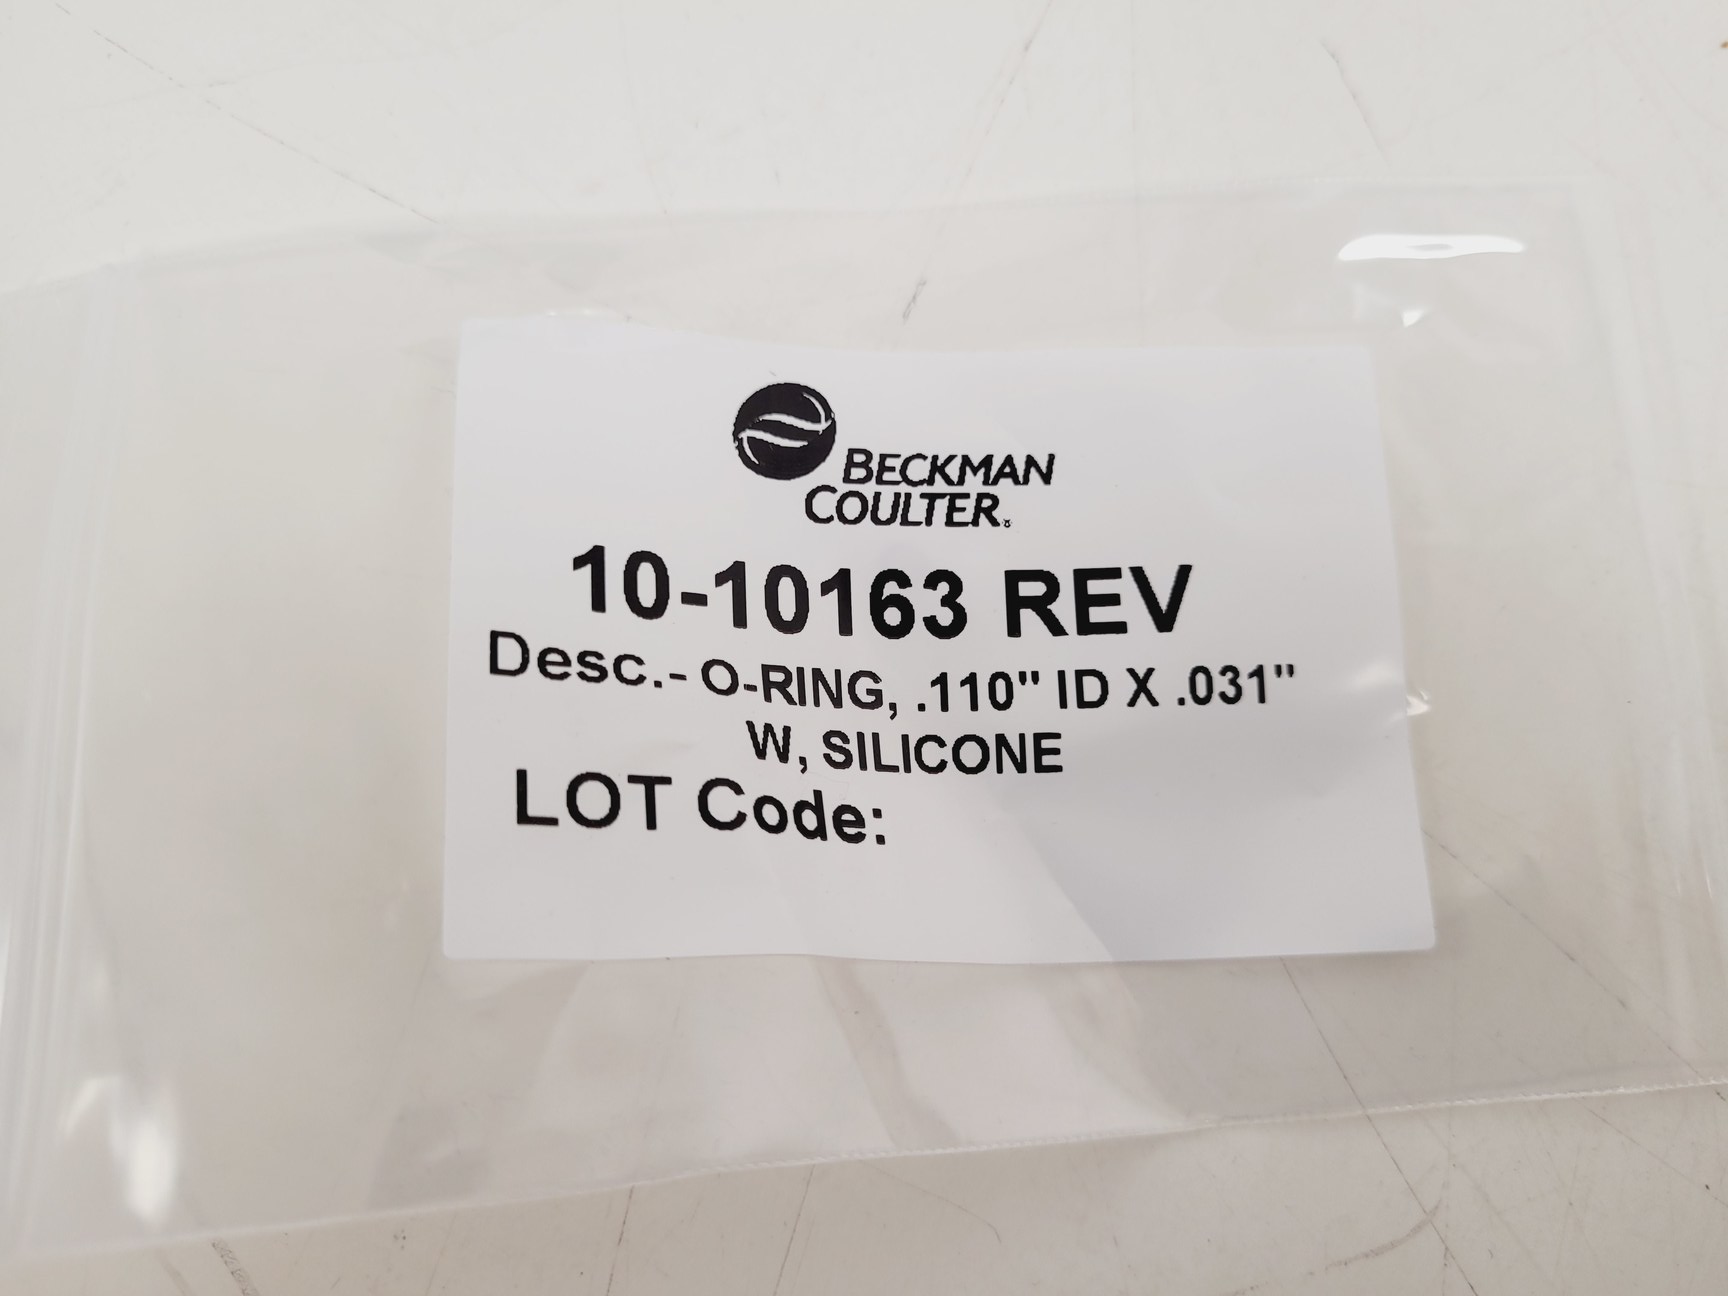 BECKMAN
COULTER®
10-10163 REV
Desc.- O-RING, .110" ID X .031"
W, SILICONE
LOT Code: